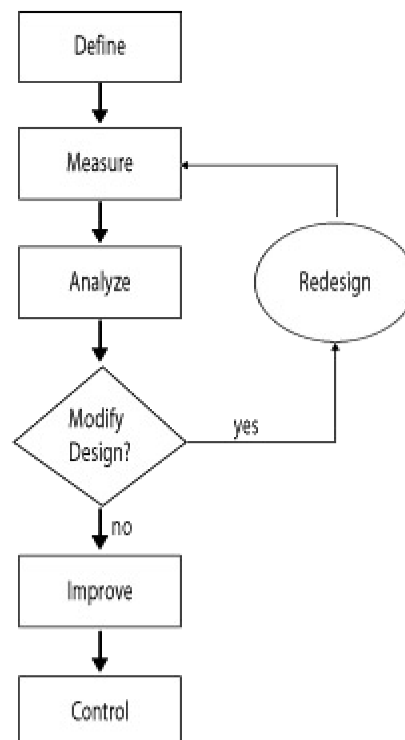 Define
Measure
Analyze
Redesign
Modify
Design?
yes
no
Improve
Control